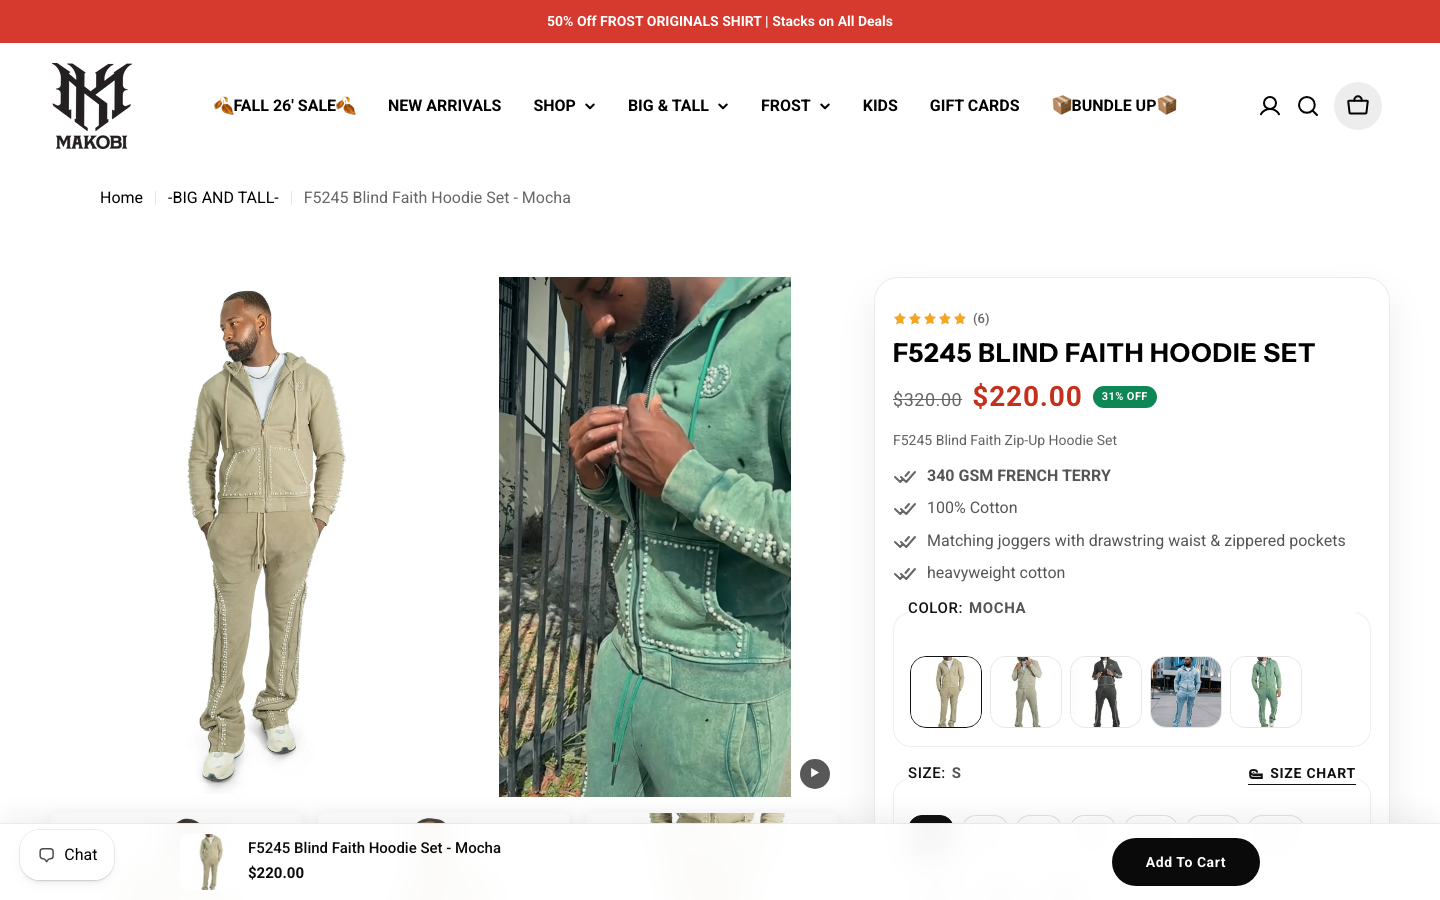 50% Off FROST ORIGINALS SHIRT | Stacks on All Deals
MAKOBI
🍂FALL 26' SALE🍂
NEW ARRIVALS
SHOP
BIG & TALL
FROST
KIDS
GIFT CARDS
📦BUNDLE UP📦
Home
-BIG AND TALL-
F5245 Blind Faith Hoodie Set - Mocha
(6)
F5245 BLIND FAITH HOODIE SET
$320.00 $220.00 31% OFF
F5245 Blind Faith Zip-Up Hoodie Set
340 GSM FRENCH TERRY
100% Cotton
Matching joggers with drawstring waist & zippered pockets
heavyweight cotton
COLOR: MOCHA
SIZE: S
SIZE CHART
Chat
F5245 Blind Faith Hoodie Set - Mocha
$220.00
Add To Cart